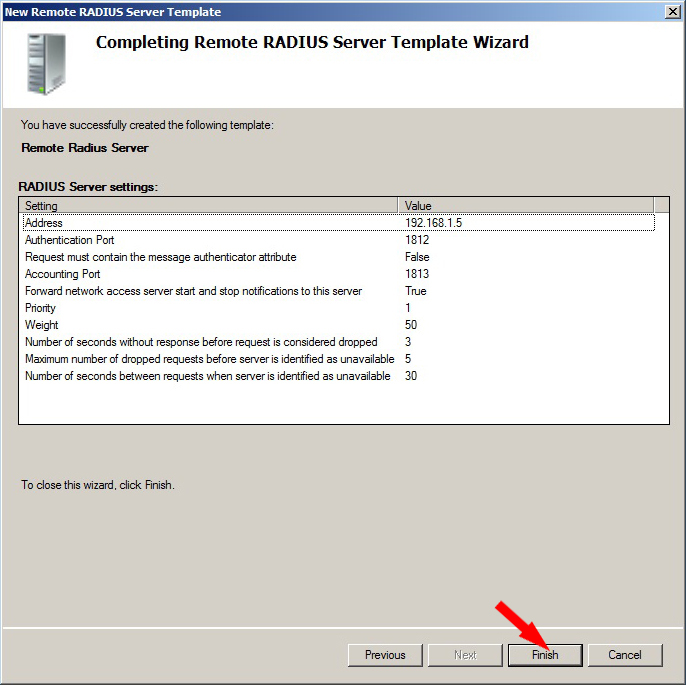 New Remote RADIUS Server Template
Completing Remote RADIUS Server Template Wizard
You have successfully created the following template:
Remote Radius Server
RADIUS Server settings:
Setting Value
Address 192.168.1.5
Authentication Port 1812
Request must contain the message authenticator attribute False
Accounting Port 1813
Forward network access server start and stop notifications to this server True
Priority 1
Weight 50
Number of seconds without response before request is considered dropped 3
Maximum number of dropped requests before server is identified as unavailable 5
Number of seconds between requests when server is identified as unavailable 30
To close this wizard, click Finish.
Previous Next Finish Cancel